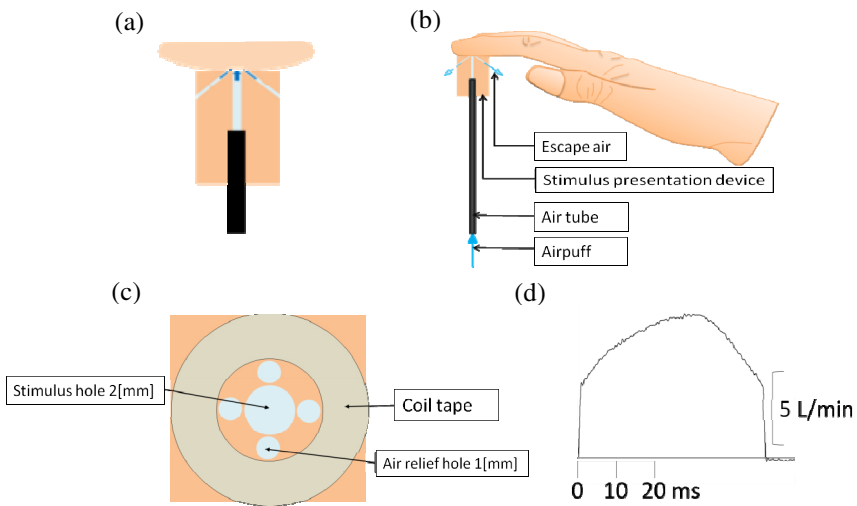 (a)
(b)
Escape air
Stimulus presentation device
Air tube
Airpuff
(c)
(d)
Stimulus hole 2[mm]
Coil tape
Air relief hole 1[mm]
5 L/min
0 10 20 ms